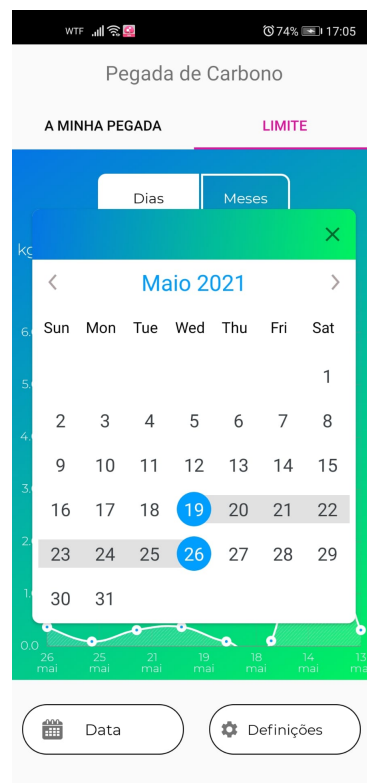 WTF 74% 17:05
Pegada de Carbono
A MINHA PEGADA LIMITE
Dias Meses
Maio 2021
Sun Mon Tue Wed Thu Fri Sat
1
2 3 4 5 6 7 8
9 10 11 12 13 14 15
16 17 18 19 20 21 22
23 24 25 26 27 28 29
30 31
0.0
26 25 21 19 18 14 13
mai mai mai mai mai mai
Data Definições